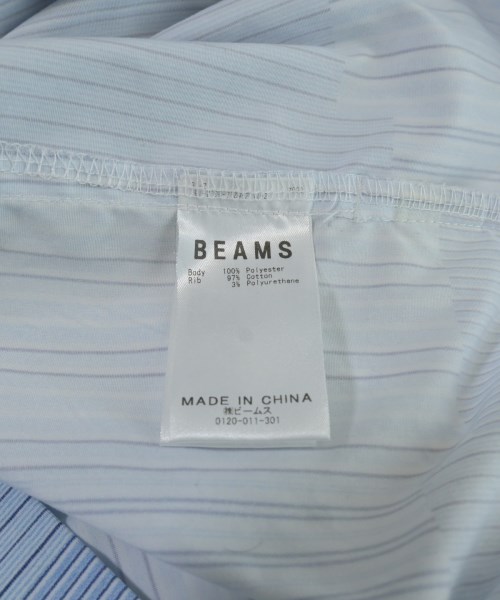 BEAMS
Body 100% Polyester
Rib 97% Cotton
3% Polyurethane
MADE IN CHINA
㈱ビームス
0120-011-301